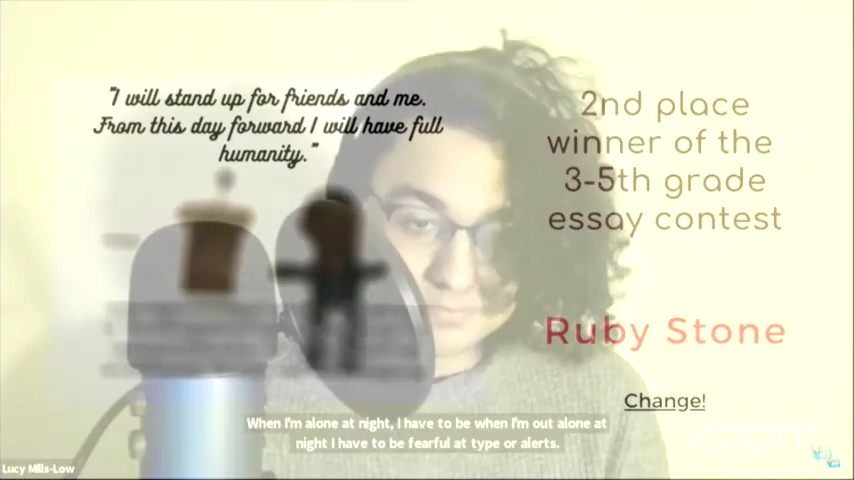 "I will stand up for friends and me.
From this day forward I will have full
humanity."
2nd place
winner of the
3-5th grade
essay contest
Ruby Stone
Change!
When I'm alone at night, I have to be when I'm out alone at
night I have to be fearful at type or alerts.
zoom
Lucy Mills-Low